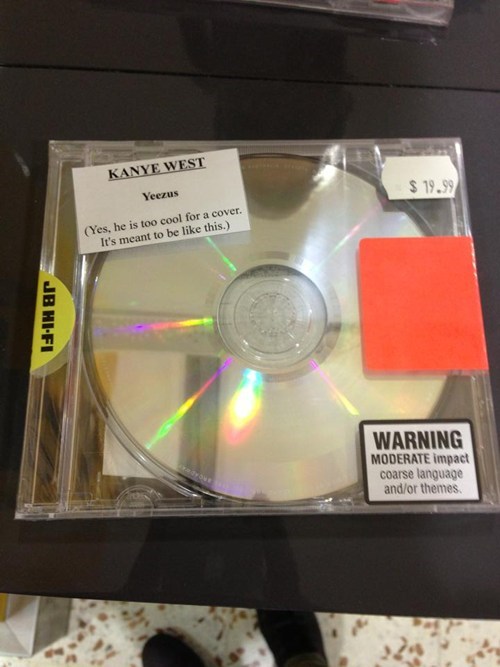 KANYE WEST
Yeezus
(Yes, he is too cool for a cover.
It's meant to be like this.)
$ 19.99
JB HI-FI
WARNING
MODERATE impact
coarse language
and/or themes.